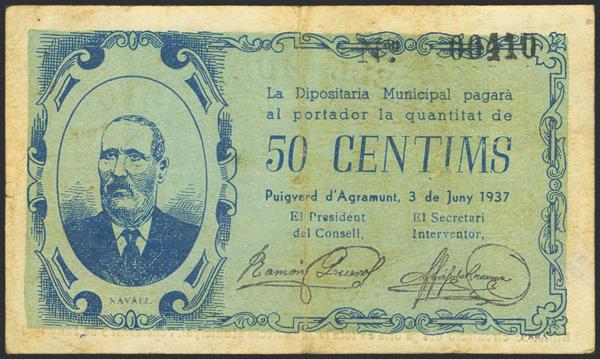 Nº.
La Dipositaria Municipal pagarà
al portador la quantitat de
50 CENTIMS
Puigverd d'Agramunt, 3 de Juny 1937
El President El Secretari
del Consell, Interventor,
Ramón
NAVALL